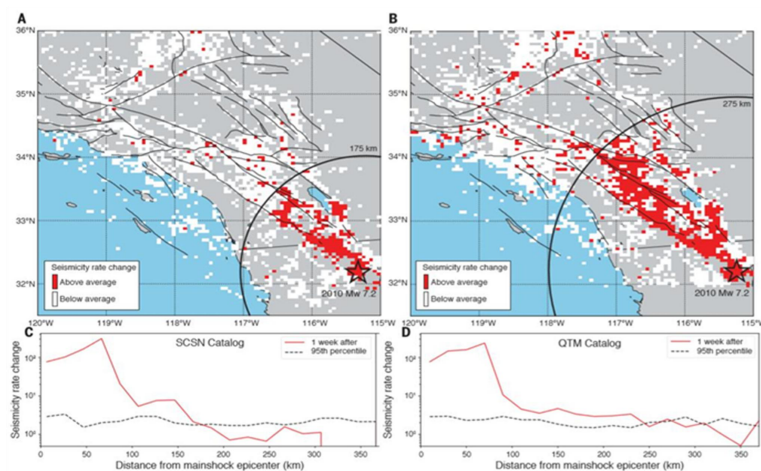 A
B
36°N
35°N
34°N
33°N
32°N
175 km
Seismicity rate change
Above average
Below average
2010 Mw 7.2
120°W
119°W
118°W
117°W
116°W
115°W
36°N
35°N
34°N
33°N
32°N
275 km
Seismicity rate change
Above average
Below average
2010 Mw 7.2
120°W
119°W
118°W
117°W
116°W
115°W
C
SCSN Catalog
1 week after
95th percentile
Seismicity rate change
0
50
100
150
200
250
300
350
Distance from mainshock epicenter (km)
D
QTM Catalog
1 week after
95th percentile
Seismicity rate change
0
50
100
150
200
250
300
350
Distance from mainshock epicenter (km)